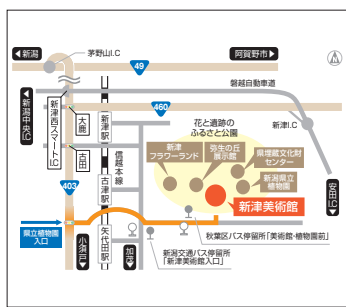 ◀新潟
茅野山I.C
49
阿賀野市▶
磐越自動車道
◀新潟中央I.C
新津西スマートI.C
大鹿
新津駅
460
花と遺跡の
ふるさと公園
新津I.C
古田
信越本線
新津
フラワーランド
弥生の丘
展示館
県埋蔵文化財
センター
新潟県立
植物園
403
古津駅
新津美術館
安田I.C▶
県立植物園
入口
秋葉区バス停留所「美術館・植物園前」
小須戸▶
矢代田駅
加茂▶
新潟交通バス停留所
「新津美術館入口」